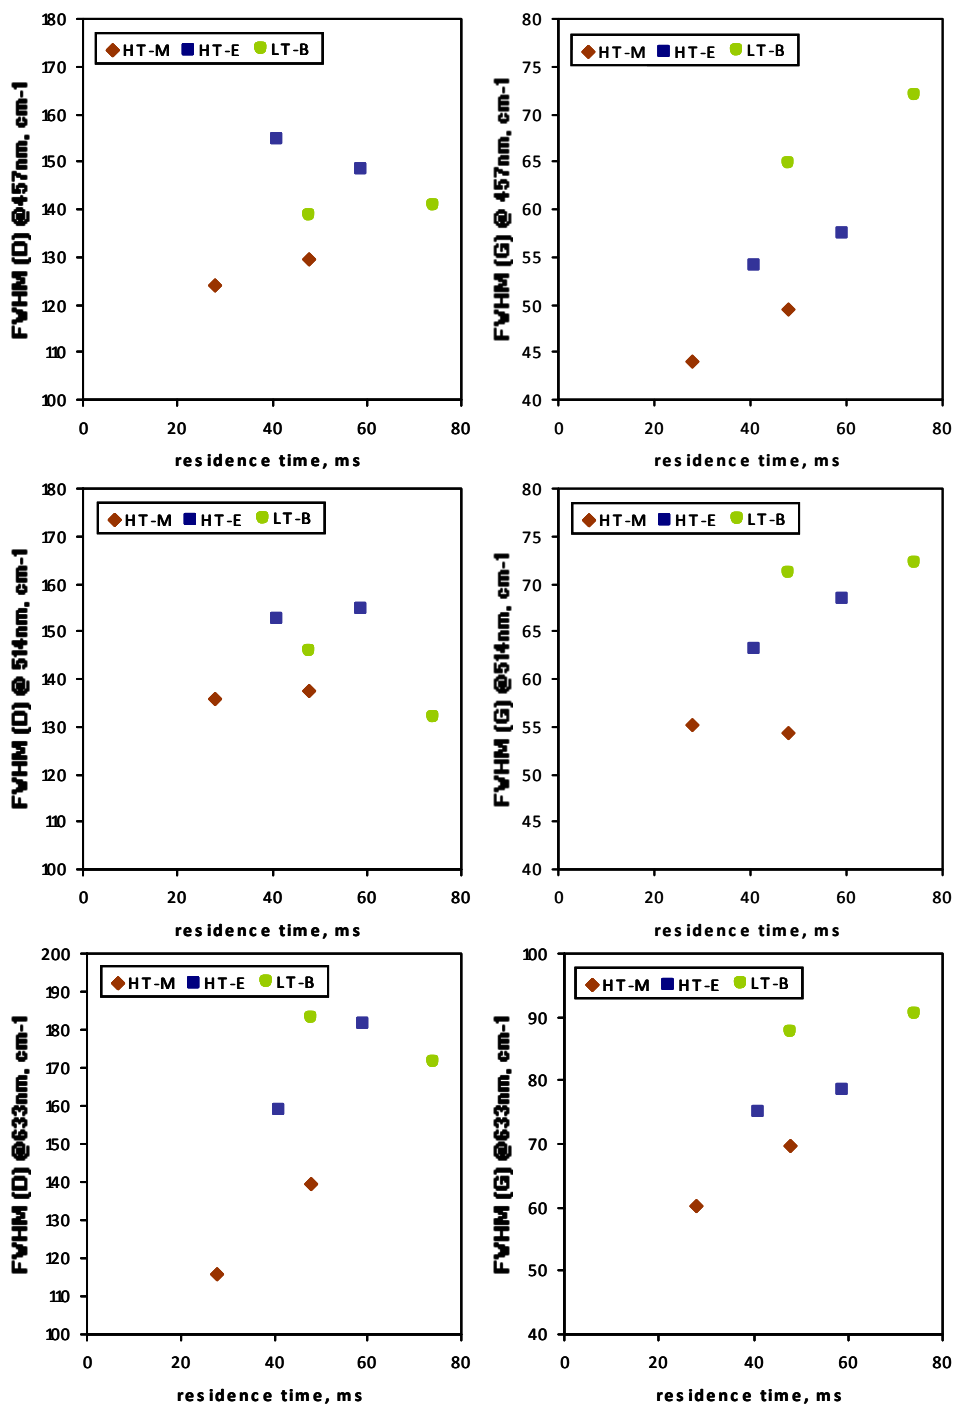 FWHM (D) @457nm, cm-1
180
170
160
150
140
130
120
110
100
HT-M HT-E LT-B
0 20 40 60 80
residence time, ms
FWHM (G) @ 457nm, cm-1
80
75
70
65
60
55
50
45
40
HT-M HT-E LT-B
0 20 40 60 80
residence time, ms
FWHM (D) @ 514nm, cm-1
180
170
160
150
140
130
120
110
100
HT-M HT-E LT-B
0 20 40 60 80
residence time, ms
FWHM (G) @514nm, cm-1
80
75
70
65
60
55
50
45
40
HT-M HT-E LT-B
0 20 40 60 80
residence time, ms
FWHM (D) @633nm, cm-1
200
190
180
170
160
150
140
130
120
110
100
HT-M HT-E LT-B
0 20 40 60 80
residence time, ms
FWHM (G) @633nm, cm-1
100
90
80
70
60
50
40
HT-M HT-E LT-B
0 20 40 60 80
residence time, ms